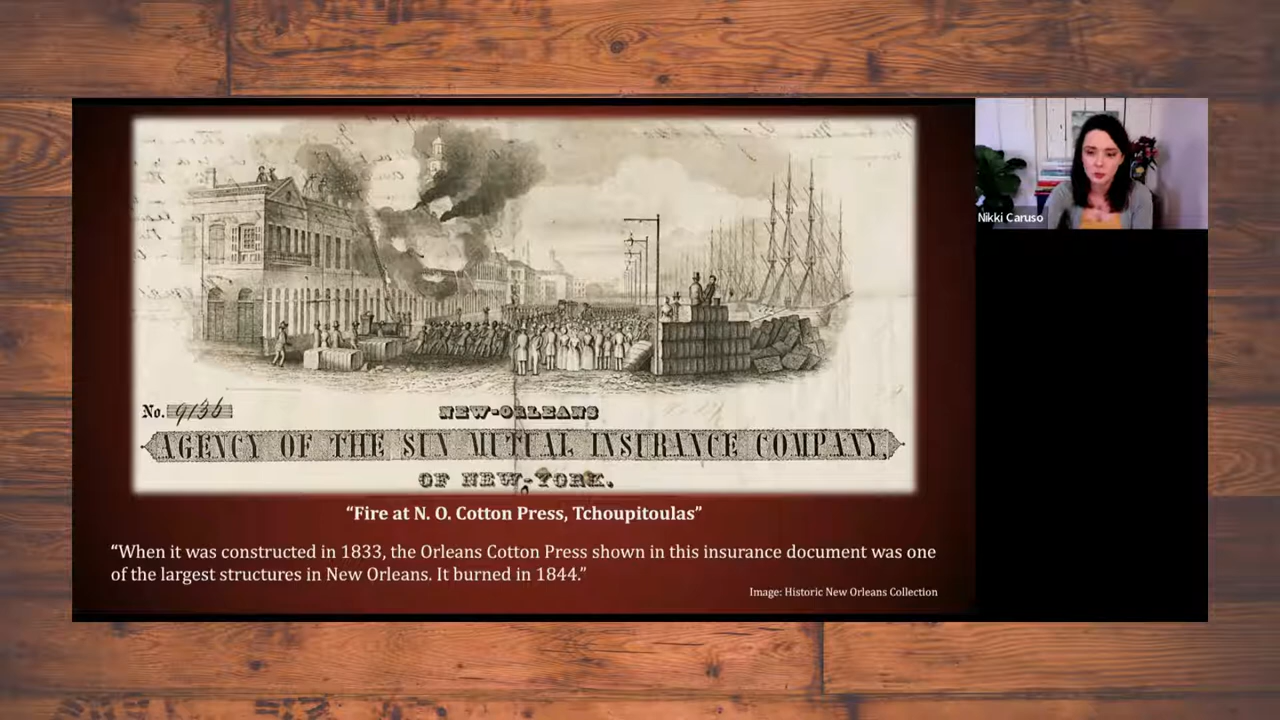 No. 9136
NEW-ORLEANS
AGENCY OF THE SUN MUTUAL INSURANCE COMPANY,
OF NEW-YORK.
“Fire at N. O. Cotton Press, Tchoupitoulas”
“When it was constructed in 1833, the Orleans Cotton Press shown in this insurance document was one
of the largest structures in New Orleans. It burned in 1844.”
Image: Historic New Orleans Collection
Nikki Caruso